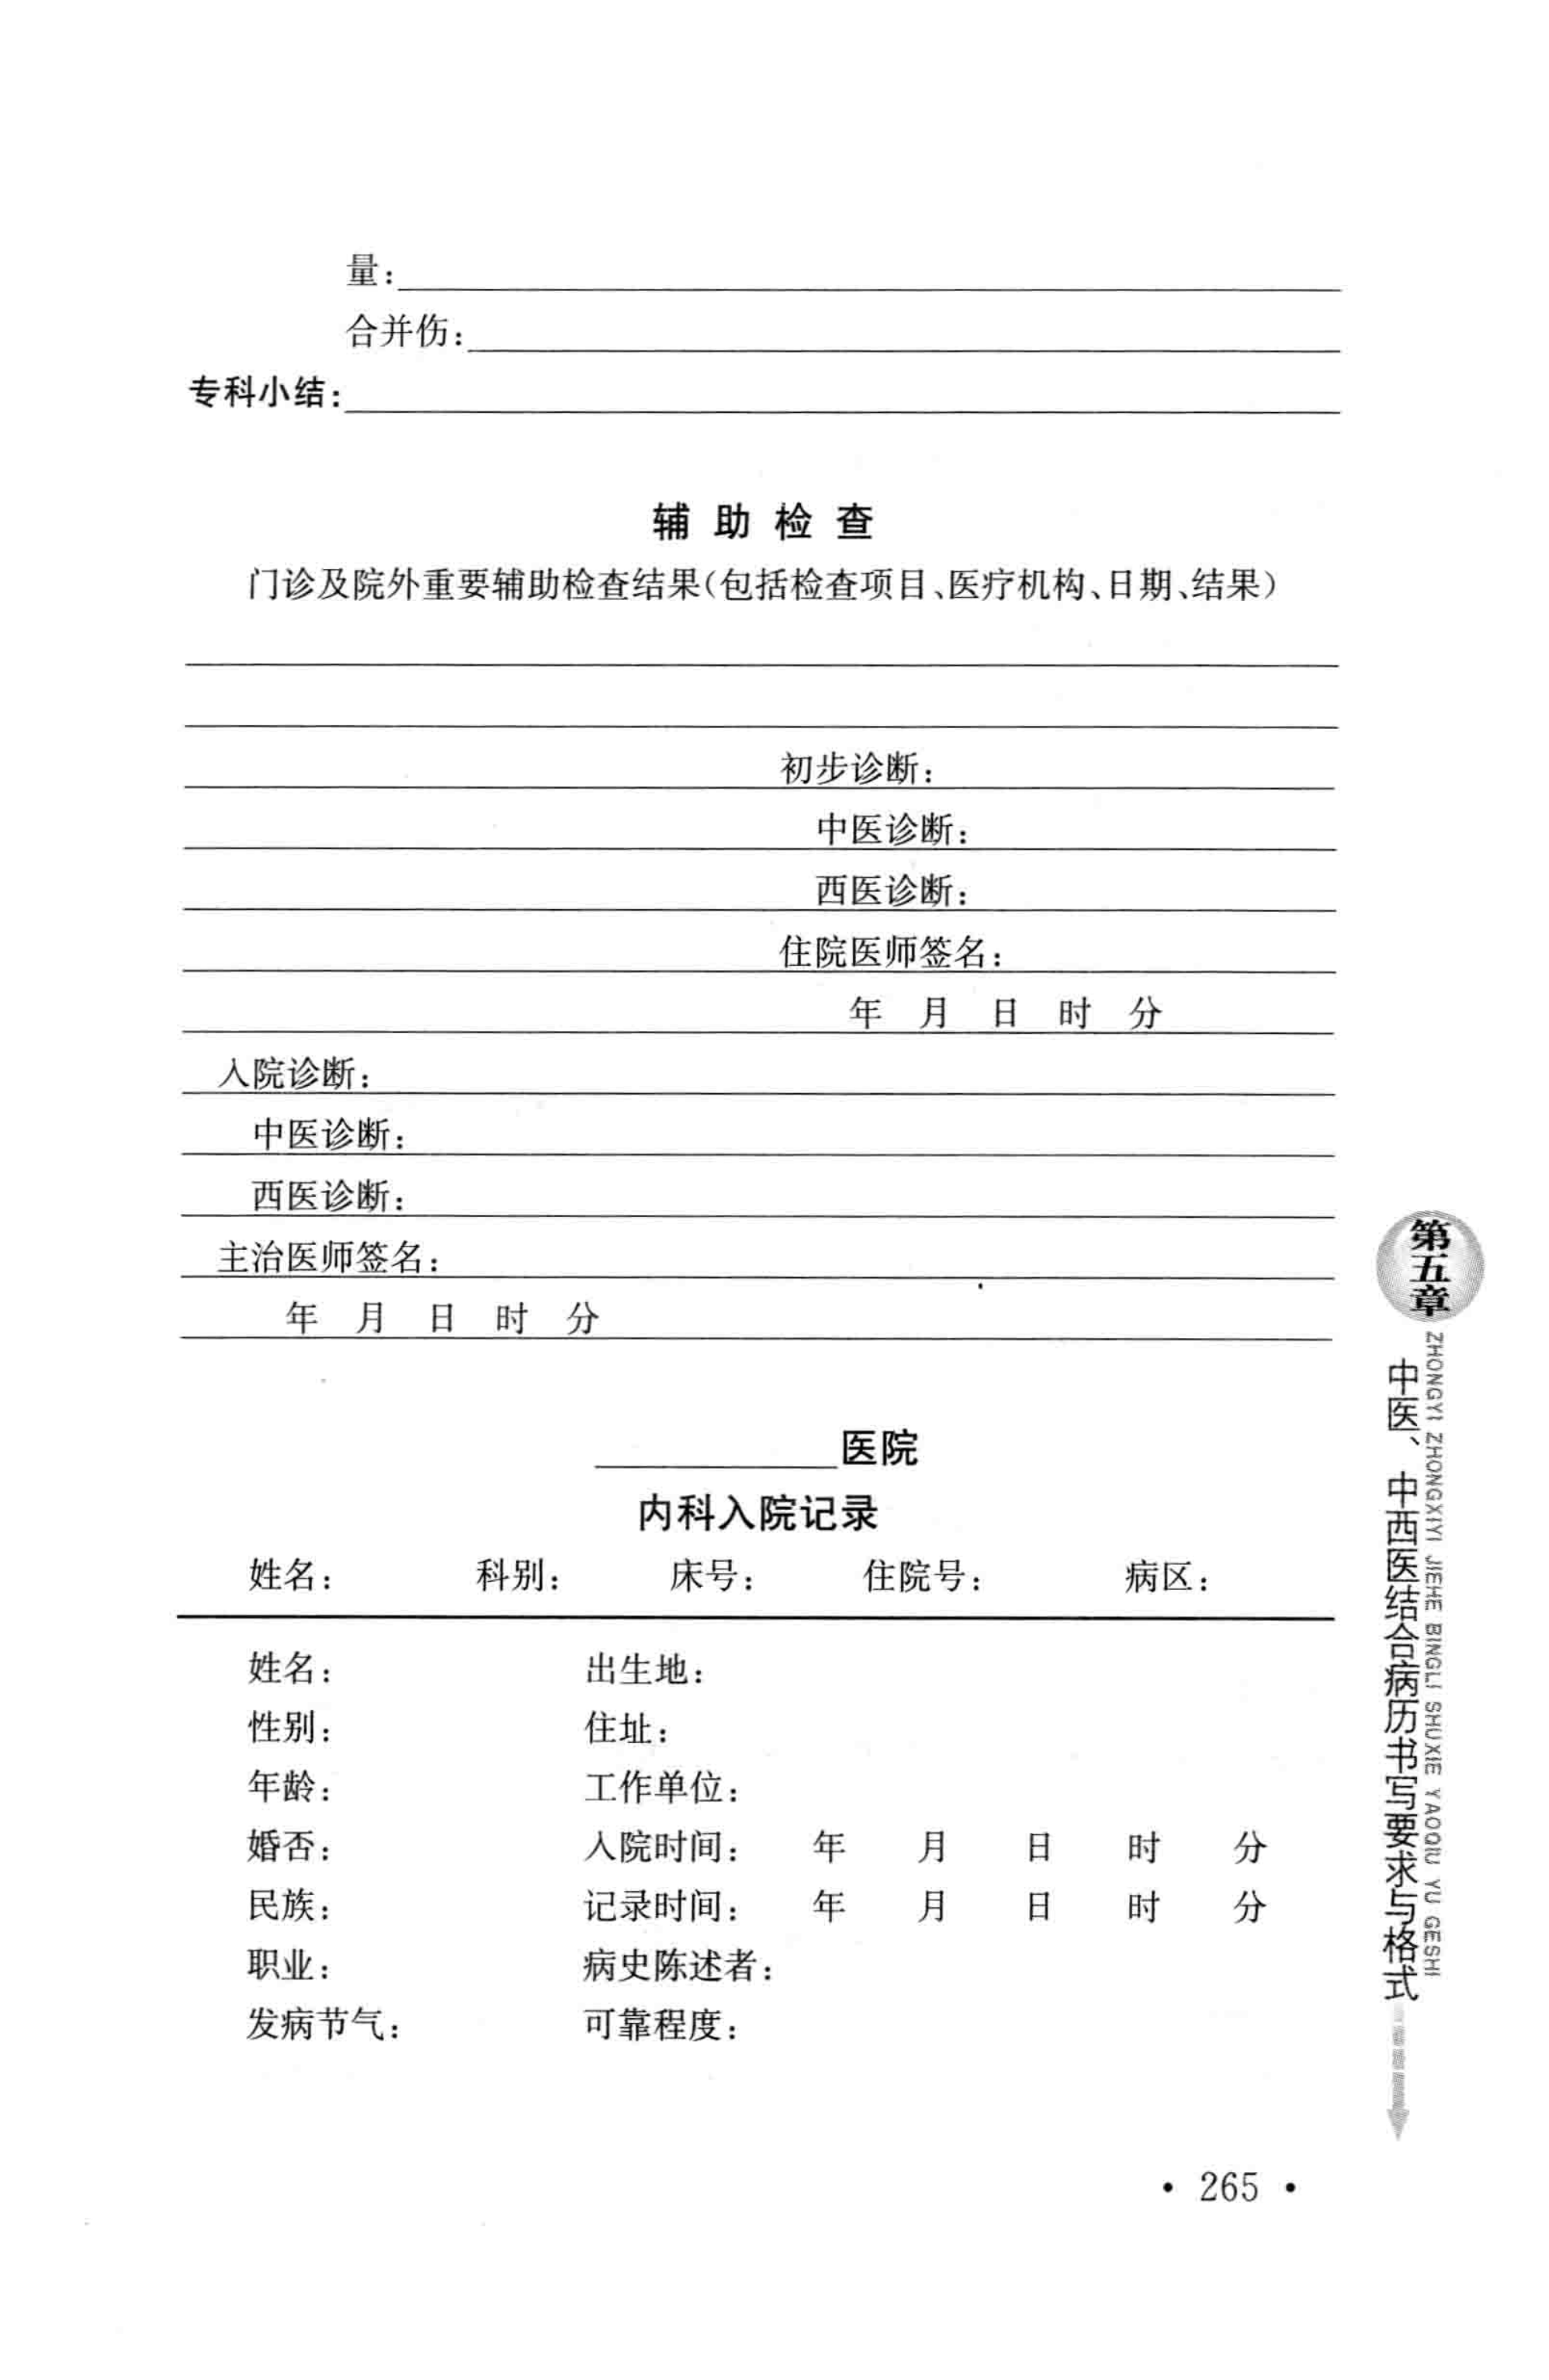 量:
合并伤:
专科小结:
辅助检查
门诊及院外重要辅助检查结果(包括检查项目、医疗机构、日期、结果)
初步诊断:
中医诊断:
西医诊断:
住院医师签名:
年 月 日 时 分
入院诊断:
中医诊断:
西医诊断:
主治医师签名:
年 月 日 时 分
医院
内科入院记录
姓名: 科别: 床号: 住院号: 病区:
姓名: 出生地:
性别: 住址:
年龄: 工作单位:
婚否: 入院时间: 年 月 日 时 分
民族: 记录时间: 年 月 日 时 分
职业: 病史陈述者:
发病节气: 可靠程度:
第五章
中医、中西医结合病历书写要求与格式
ZHONGYI ZHONGXIYI JIEHE BINGLI SHUXIE YAOQIU YU GESHI
· 265 ·